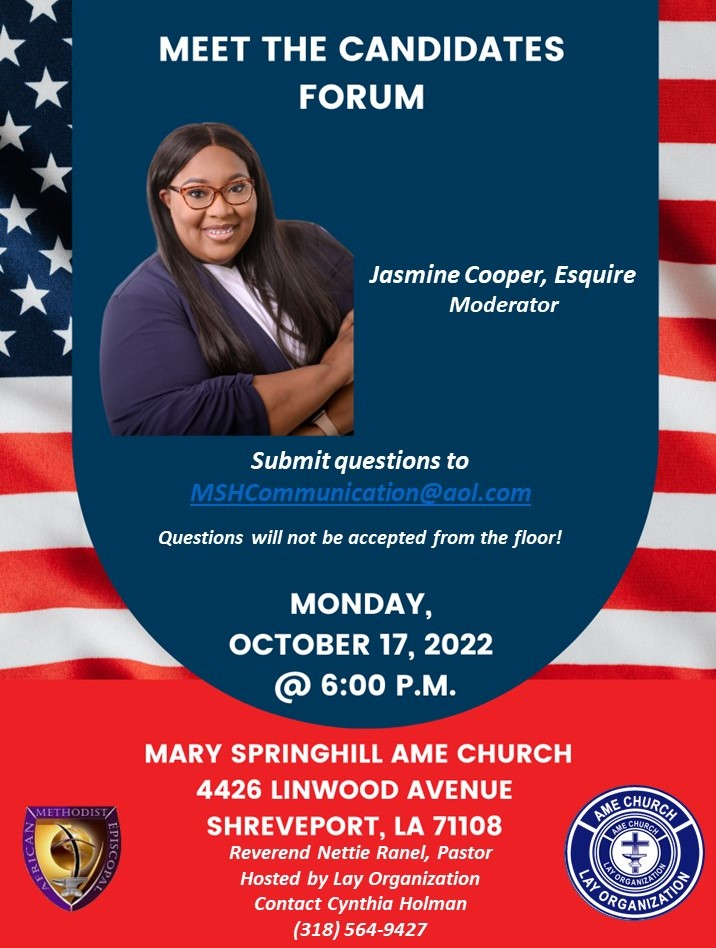 MEET THE CANDIDATES
FORUM
Jasmine Cooper, Esquire
Moderator
Submit questions to
MSHCommunication@aol.com
Questions will not be accepted from the floor!
MONDAY,
OCTOBER 17, 2022
@ 6:00 P.M.
MARY SPRINGHILL AME CHURCH
4426 LINWOOD AVENUE
SHREVEPORT, LA 71108
Reverend Nettie Ranel, Pastor
Hosted by Lay Organization
Contact Cynthia Holman
(318) 564-9427
AFRICAN
METHODIST
EPISCOPAL
AME CHURCH
LAY ORGANIZATION
AME CHURCH
LAY ORGANIZATION